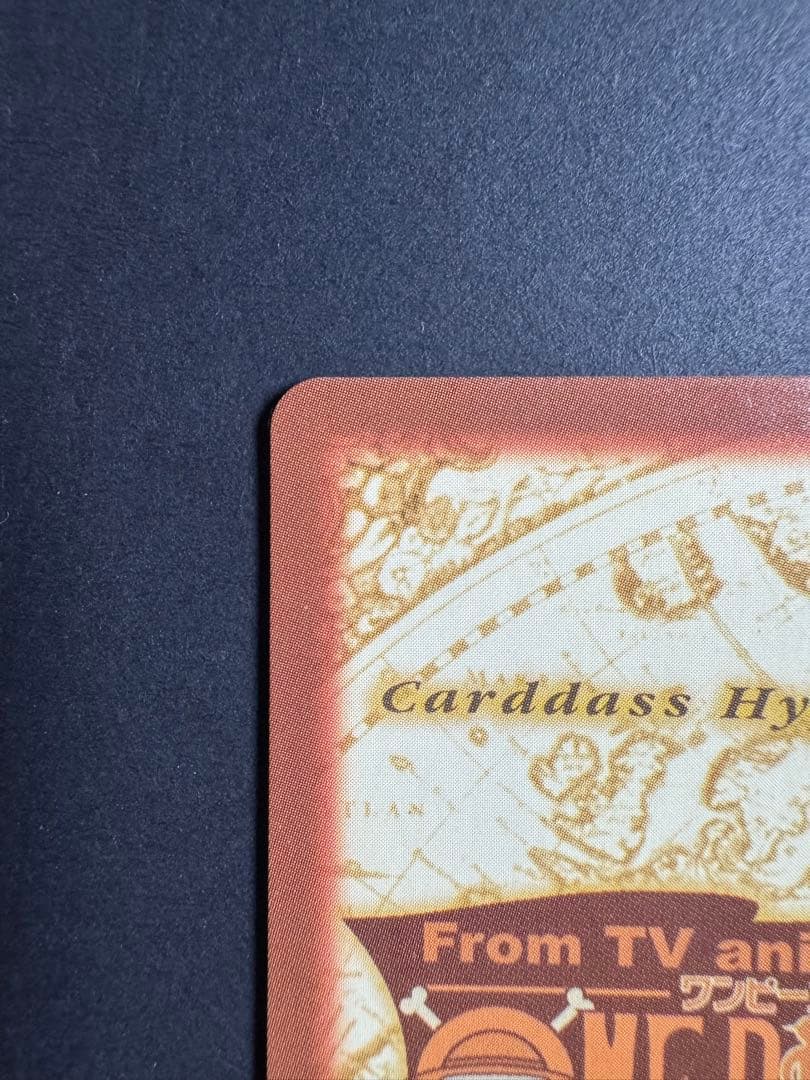 Carddass Hy
TLAN
From TV ani
ワンピー